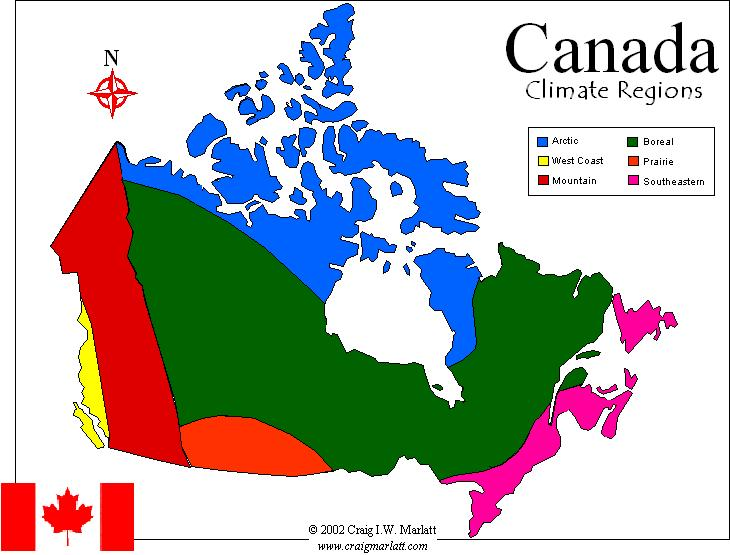 N
Canada
Climate Regions
Arctic
Boreal
West Coast
Prairie
Mountain
Southeastern
© 2002 Craig I.W. Marlatt
www.craigmarlatt.com